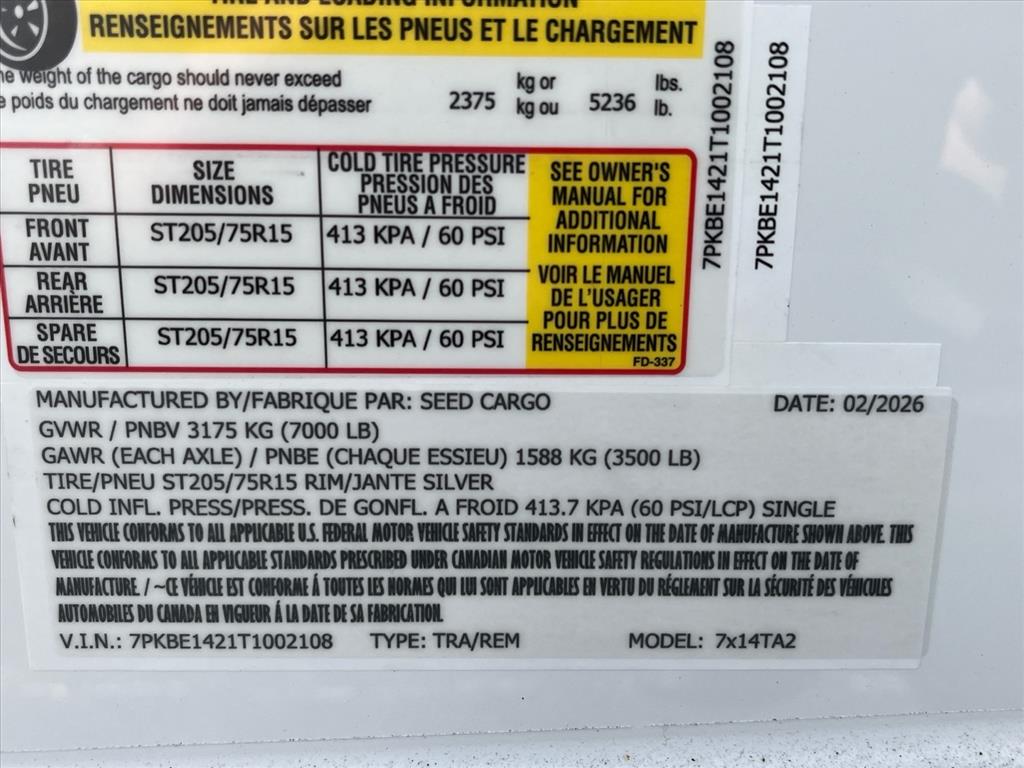 TIRE AND LOADING INFORMATION
RENSEIGNEMENTS SUR LES PNEUS ET LE CHARGEMENT
weight of the cargo should never exceed kg or lbs.
poids du chargement ne doit jamais dépasser 2375 kg ou 5236 lb.
TIRE PNEU SIZE DIMENSIONS COLD TIRE PRESSURE PRESSION DES PNEUS A FROID
FRONT AVANT ST205/75R15 413 KPA / 60 PSI
REAR ARRIÈRE ST205/75R15 413 KPA / 60 PSI
SPARE DE SECOURS ST205/75R15 413 KPA / 60 PSI
SEE OWNER'S
MANUAL FOR
ADDITIONAL
INFORMATION
VOIR LE MANUEL
DE L'USAGER
POUR PLUS DE
RENSEIGNEMENTS
FD-337
7PKBE1421T1002108
7PKBE1421T1002108
MANUFACTURED BY/FABRIQUE PAR: SEED CARGO DATE: 02/2026
GVWR / PNBV 3175 KG (7000 LB)
GAWR (EACH AXLE) / PNBE (CHAQUE ESSIEU) 1588 KG (3500 LB)
TIRE/PNEU ST205/75R15 RIM/JANTE SILVER
COLD INFL. PRESS/PRESS. DE GONFL. A FROID 413.7 KPA (60 PSI/LCP) SINGLE
THIS VEHICLE CONFORMS TO ALL APPLICABLE U.S. FEDERAL MOTOR VEHICLE SAFETY STANDARDS IN EFFECT ON THE DATE OF MANUFACTURE SHOWN ABOVE. THIS
VEHICLE CONFORMS TO ALL APPLICABLE STANDARDS PRESCRIBED UNDER CANADIAN MOTOR VEHICLE SAFETY REGULATIONS IN EFFECT ON THE DATE OF
MANUFACTURE. / ~CE VÉHICLE EST CONFORME Á TOUTES LES NORMES QUI LUI SONT APPLICABLES EN VERTU DU RÉGLEMENT SUR LA SÉCURITÉ DES VÉHICULES
AUTOMOBILES DU CANADA EN VIGUEUR Á LA DATE DE SA FABRICATION.
V.I.N.: 7PKBE1421T1002108 TYPE: TRA/REM MODEL: 7x14TA2